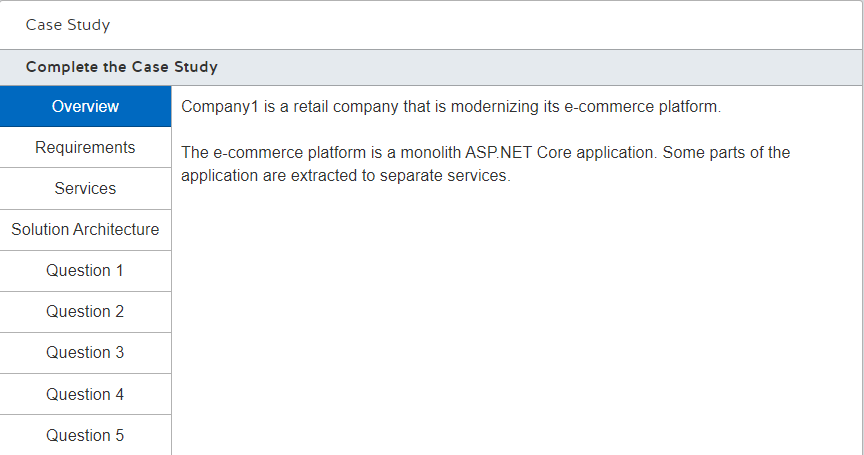 Case Study
Complete the Case Study
Overview
Company1 is a retail company that is modernizing its e-commerce platform.
Requirements
The e-commerce platform is a monolith ASP.NET Core application. Some parts of the
application are extracted to separate services.
Services
Solution Architecture
Question 1
Question 2
Question 3
Question 4
Question 5